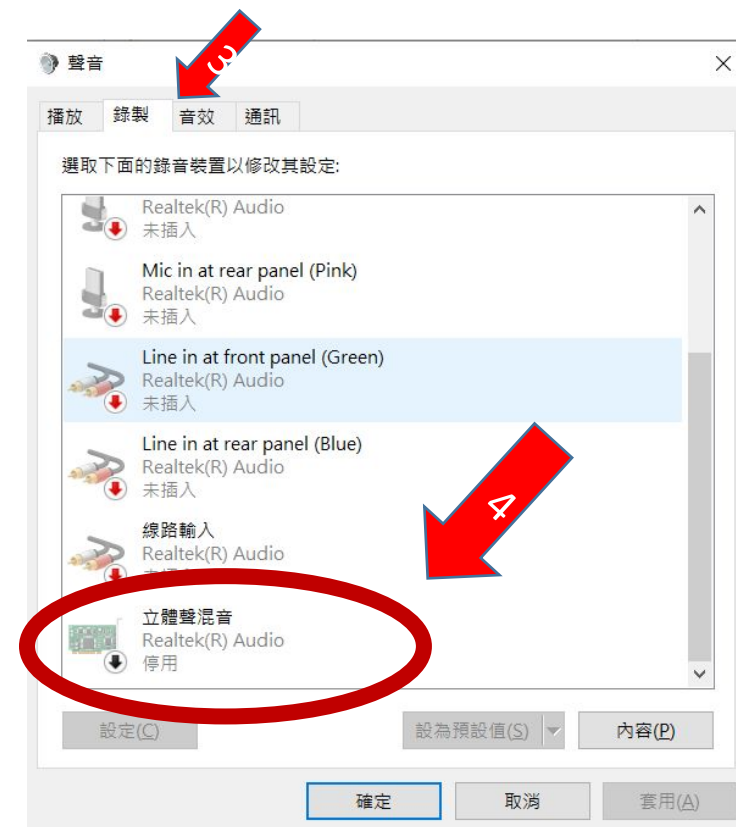 3
聲音
播放 錄製 音效 通訊
選取下面的錄音裝置以修改其設定:
Realtek(R) Audio
未插入
Mic in at rear panel (Pink)
Realtek(R) Audio
未插入
Line in at front panel (Green)
Realtek(R) Audio
未插入
Line in at rear panel (Blue)
Realtek(R) Audio
未插入
4
線路輸入
Realtek(R) Audio
立體聲混音
Realtek(R) Audio
停用
設定(C) 設為預設值(S) 內容(P)
確定 取消 套用(A)